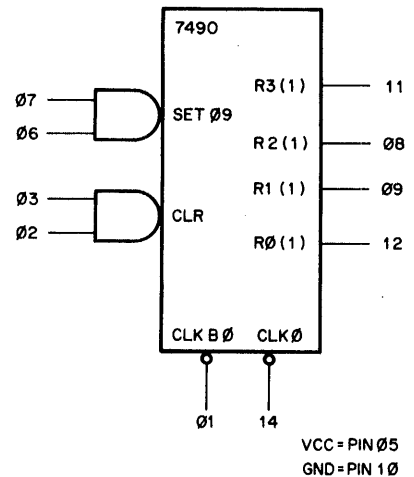 7490
Ø7
Ø6
SET Ø9
Ø3
Ø2
CLR
R3(1)
11
R2(1)
Ø8
R1(1)
Ø9
RØ(1)
12
CLK BØ
CLKØ
Ø1
14
VCC=PIN Ø5
GND=PIN 1Ø